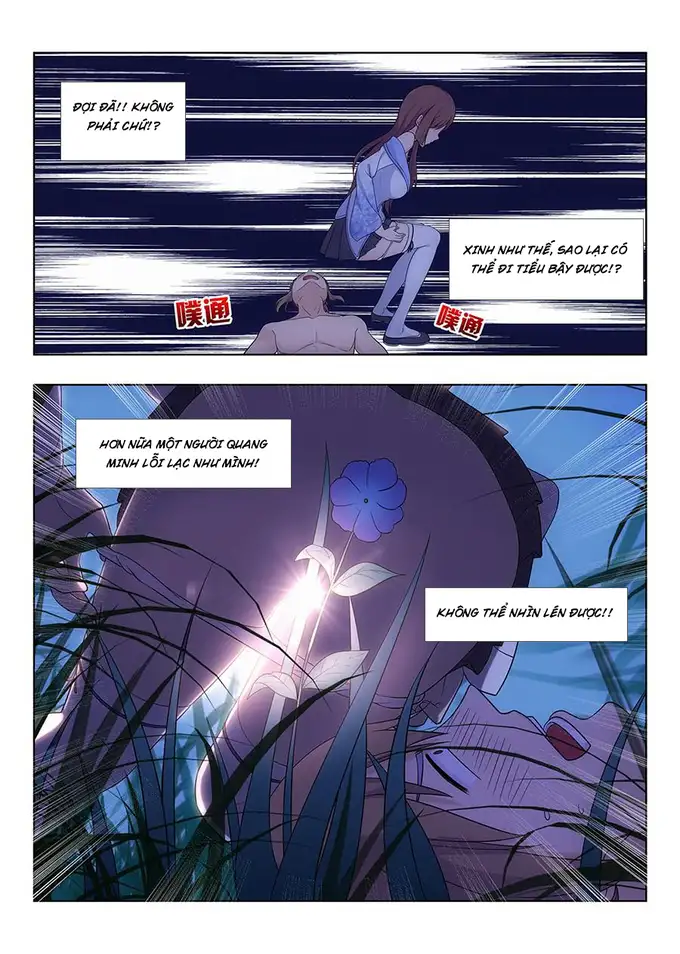 ĐỢI ĐÃ!! KHÔNG
PHẢI CHỨ!?
XINH NHƯ THẾ, SAO LẠI CÓ
THỂ ĐI TIỂU BẬY ĐƯỢC!?
噗通
噗通
HƠN NỮA MỘT NGƯỜI QUANG
MINH LỖI LẠC NHƯ MÌNH!
KHÔNG THỂ NHÌN LÉN ĐƯỢC!!